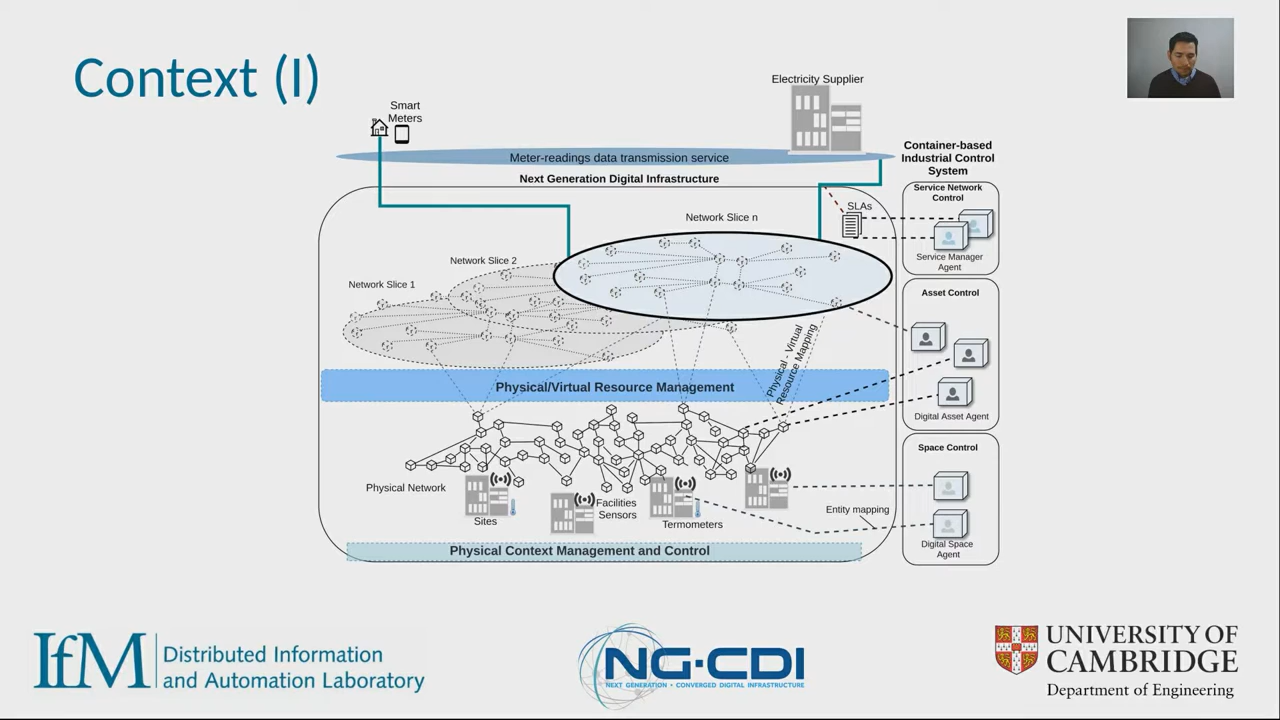 Context (I)
Smart
Meters
Electricity Supplier
Meter-readings data transmission service
Next Generation Digital Infrastructure
Container-based
Industrial Control
System
Service Network
Control
SLAs
Service Manager
Agent
Network Slice n
Network Slice 2
Network Slice 1
Asset Control
Physical - Virtual
Resource Mapping
Physical/Virtual Resource Management
Digital Asset Agent
Space Control
Physical Network
Sites
Facilities
Sensors
Termometers
Entity mapping
Digital Space
Agent
Physical Context Management and Control
IfM
Distributed Information
and Automation Laboratory
NG-CDI
NEXT GENERATION - CONVERGED DIGITAL INFRASTRUCTURE
UNIVERSITY OF
CAMBRIDGE
Department of Engineering